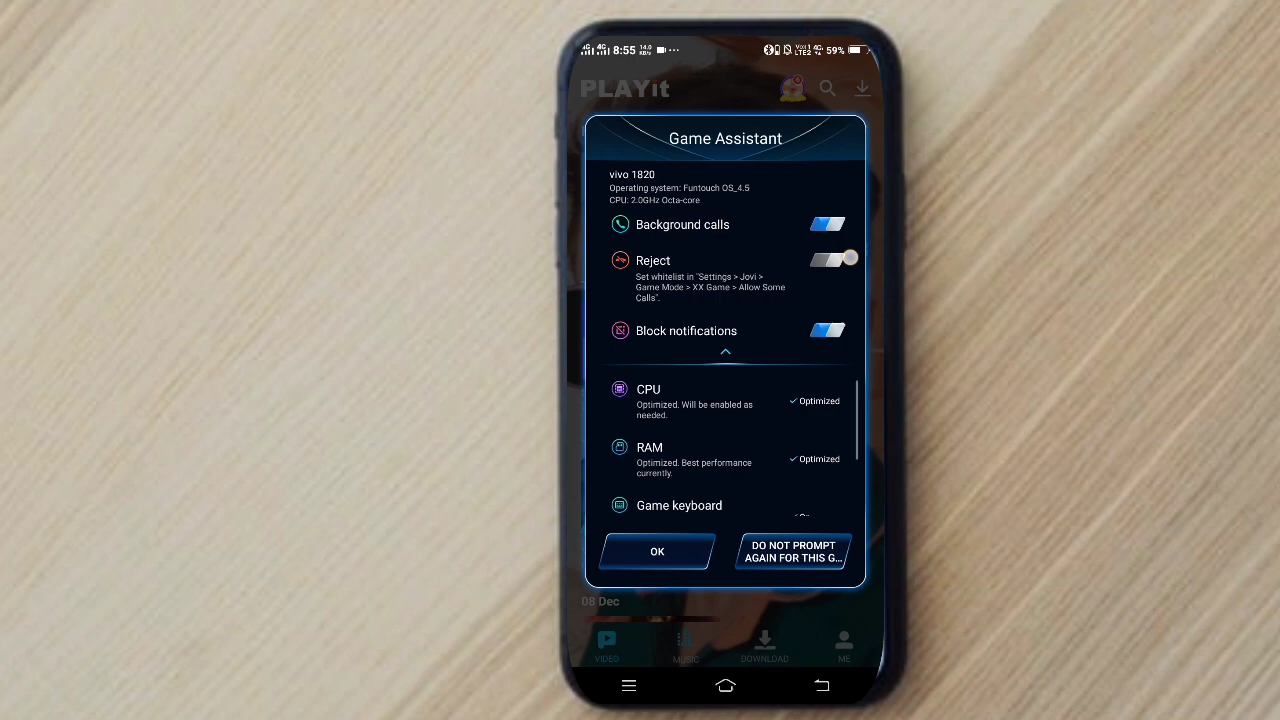 8:55
59%
PLAYit
Game Assistant
vivo 1820
Operating system: Funtouch OS_4.5
CPU: 2.0GHz Octa-core
Background calls
Reject
Set whitelist in "Settings > Jovi >
Game Mode > XX Game > Allow Some
Calls".
Block notifications
CPU
Optimized. Will be enabled as
needed.
Optimized
RAM
Optimized. Best performance
currently.
Optimized
Game keyboard
OK
DO NOT PROMPT
AGAIN FOR THIS G...
08 Dec
VIDEO
MUSIC
DOWNLOAD
ME